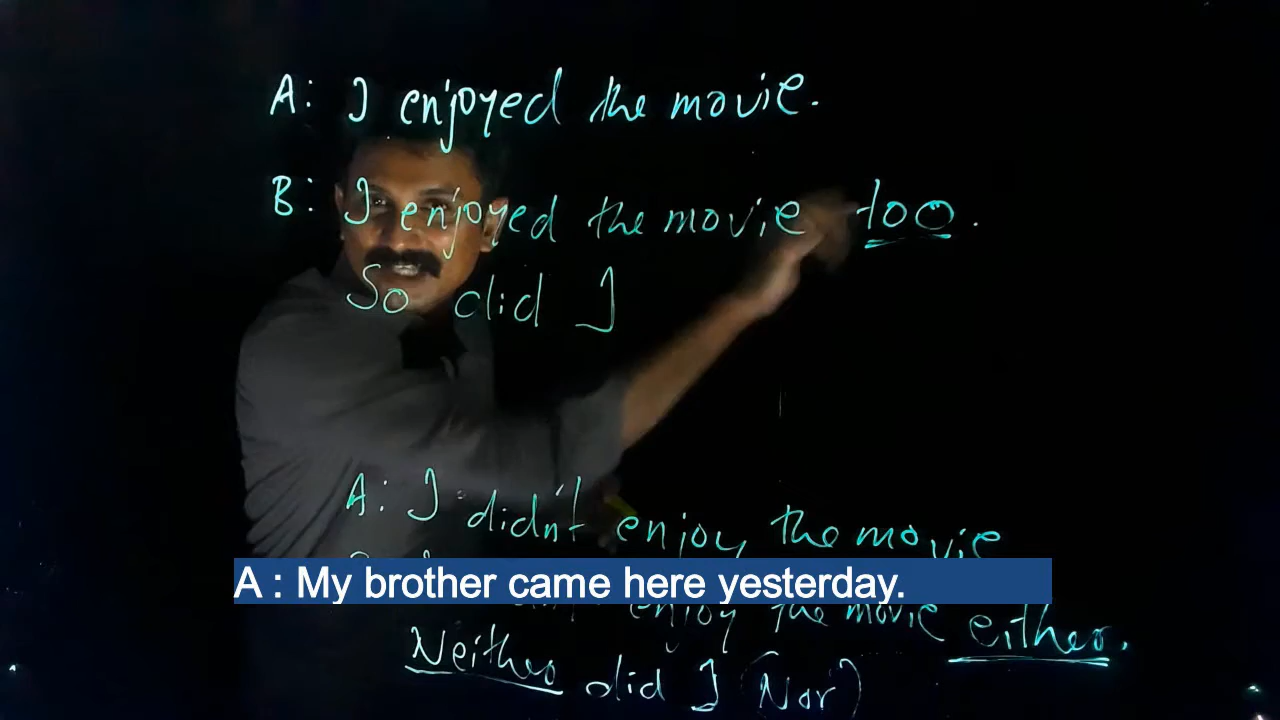 A: I enjoyed the movie.
B: I enjoyed the movie too.
So did I
A: I didn't enjoy the movie
A : My brother came here yesterday.
enjoy the movie either.
Neither did I (Nor)